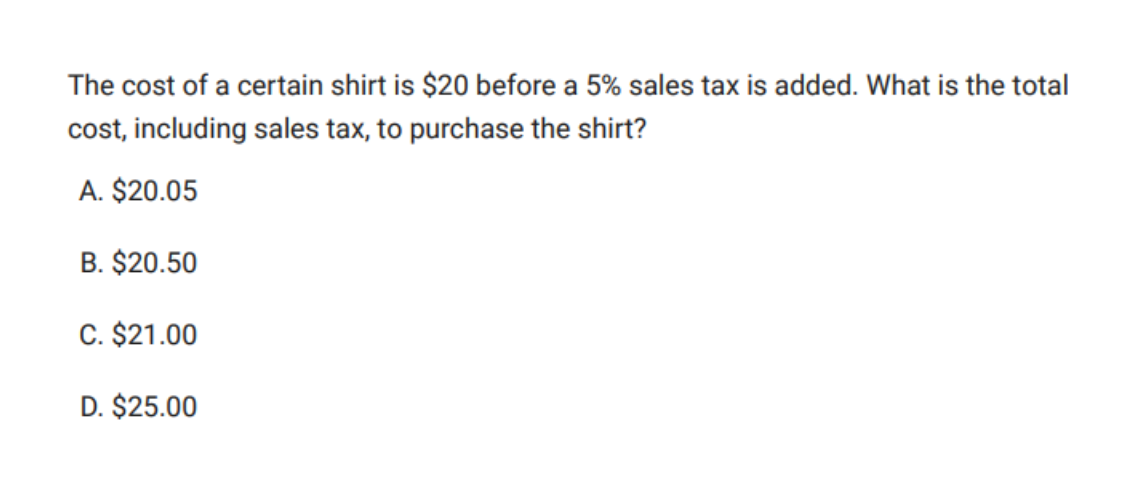 The cost of a certain shirt is $20 before a 5% sales tax is added. What is the total
cost, including sales tax, to purchase the shirt?
A. $20.05
B. $20.50
C. $21.00
D. $25.00